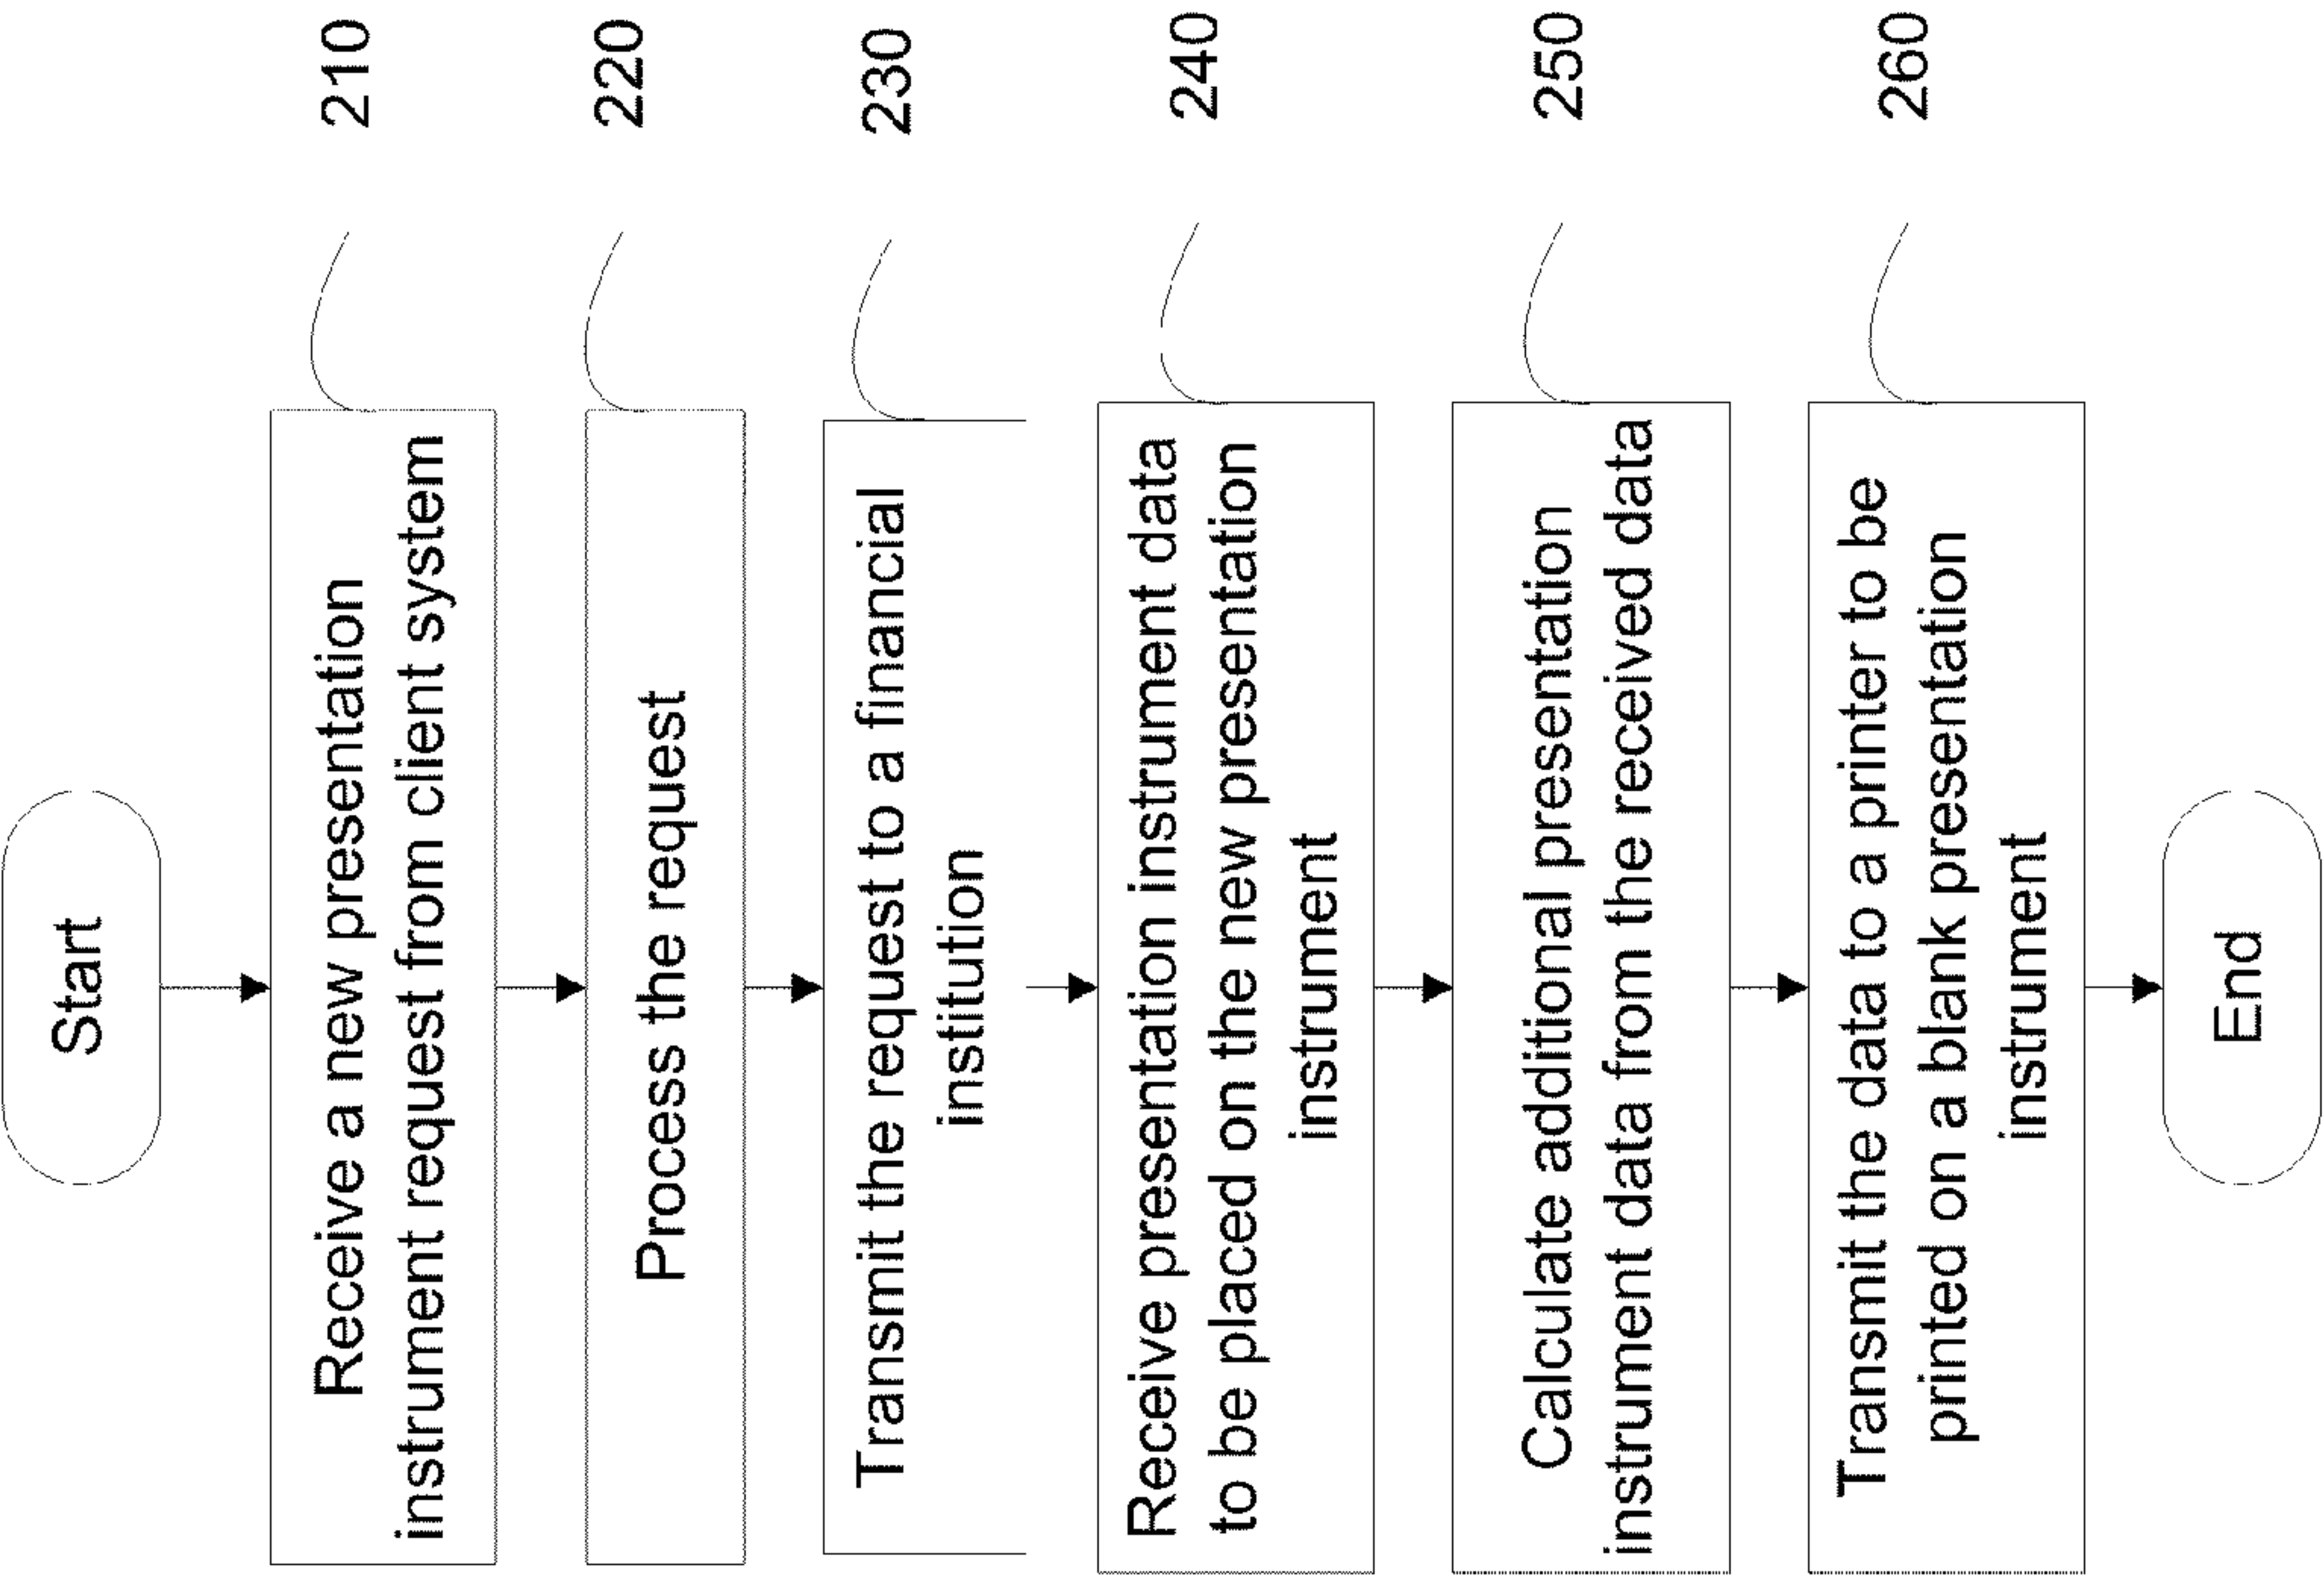 Start
210
Receive a new presentation
instrument request from client system
220
Process the request
230
Transmit the request to a financial
institution
240
Receive presentation instrument data
to be placed on the new presentation
instrument
250
Calculate additional presentation
instrument data from the received data
260
Transmit the data to a printer to be
printed on a blank presentation
instrument
End